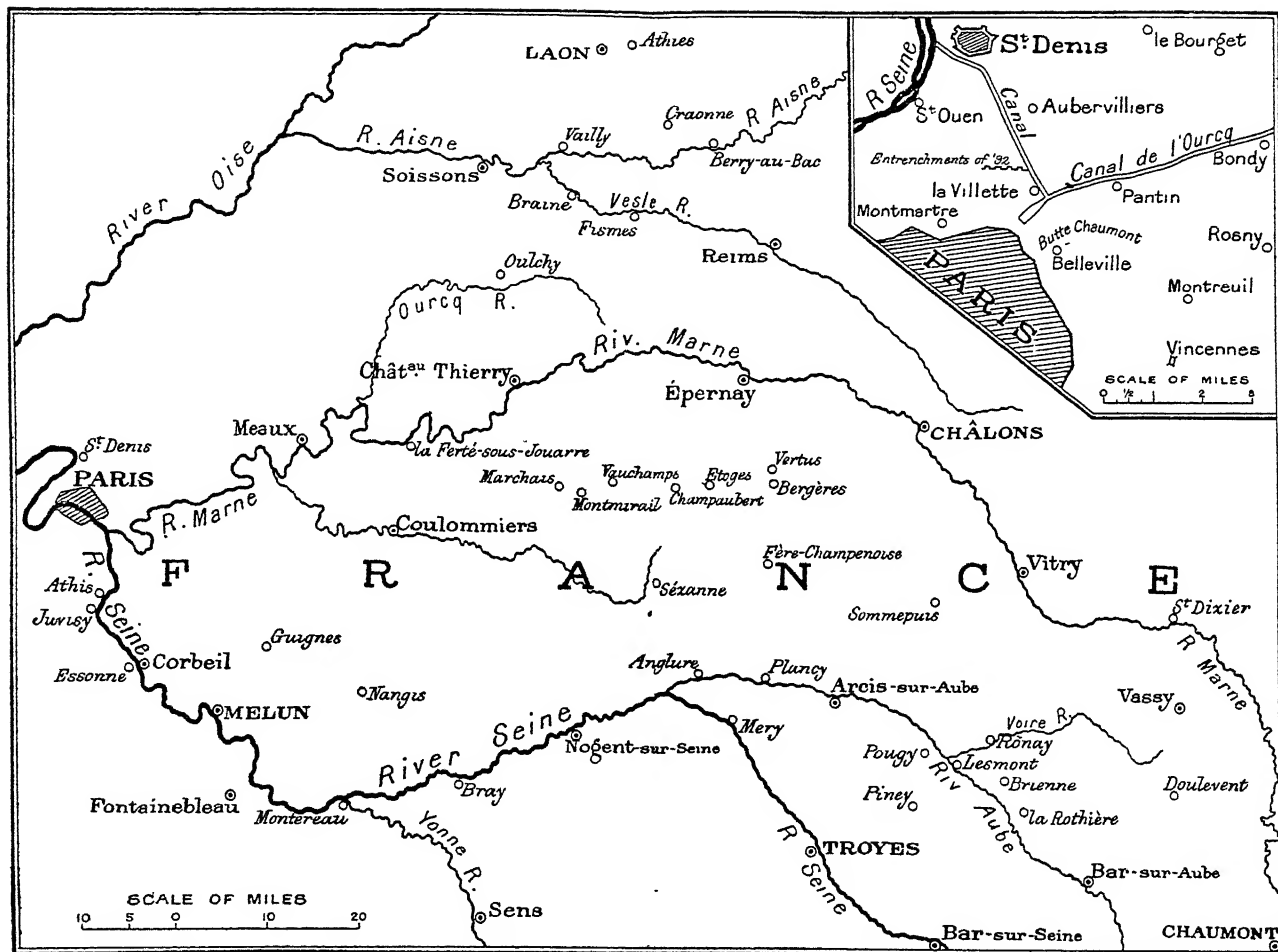 LAON
Athies
Craonne
R Aisne
R. Aisne
Vailly
Berry-au-Bac
Soissons
River Oise
Braine
Vesle R.
Fismes
Reims
Oulchy
Ourcq R.
Riv. Marne
Châtau Thierry
Épernay
CHÂLONS
Meaux
la Ferté-sous-Jouarre
St Denis
PARIS
R. Marne
Marchais
Vauchamps
Etoges
Vertus
Montmirail
Champaubert
Bergères
Coulommiers
FRANCE
Fère-Champenoise
Vitry
Sézanne
Sommepuis
St Dixier
R Marne
Athis
Juvisy
R. Seine
Essonne
Corbeil
Guignes
Nangis
MELUN
Anglure
Plancy
Arcis-sur-Aube
Vassy
River Seine
Nogent-sur-Seine
Mery
Voire R.
Ronay
Pougy
Lesmont
Brienne
Doulevent
Fontainebleau
Montereau
Bray
Piney
Riv Aube
la Rothière
Yonne R.
Sens
R Seine
TROYES
Bar-sur-Aube
Bar-sur-Seine
CHAUMONT
SCALE OF MILES
10 5 0 10 20
R Seine
St Denis
le Bourget
Canal
St Ouen
Aubervilliers
Entrenchments of '92
Canal de l'Ourcq
Bondy
la Villette
Pantin
Montmartre
Butte Chaumont
Belleville
Rosny
PARIS
Montreuil
Vincennes
SCALE OF MILES
0 ½ 1 2 3